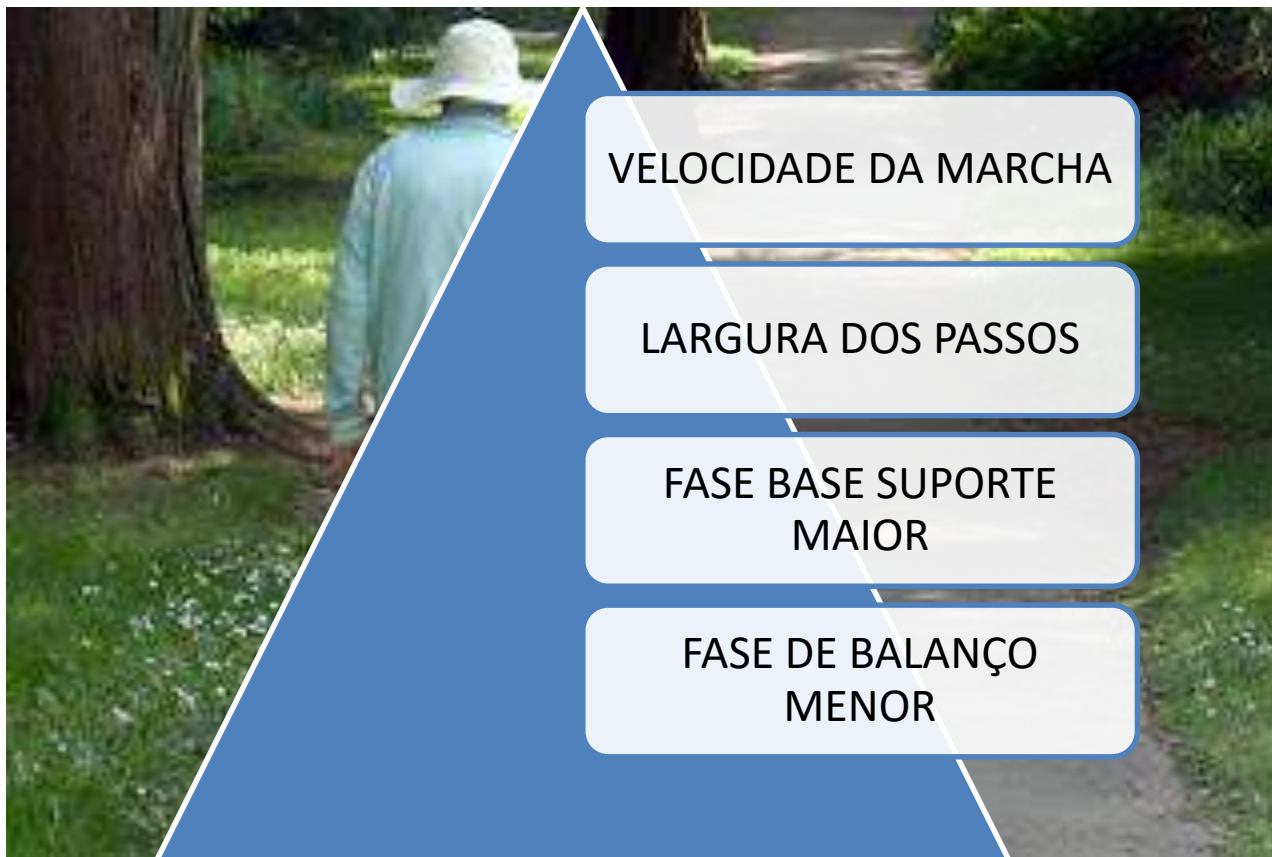 VELOCIDADE DA MARCHA
LARGURA DOS PASSOS
FASE BASE SUPORTE
MAIOR
FASE DE BALANÇO
MENOR